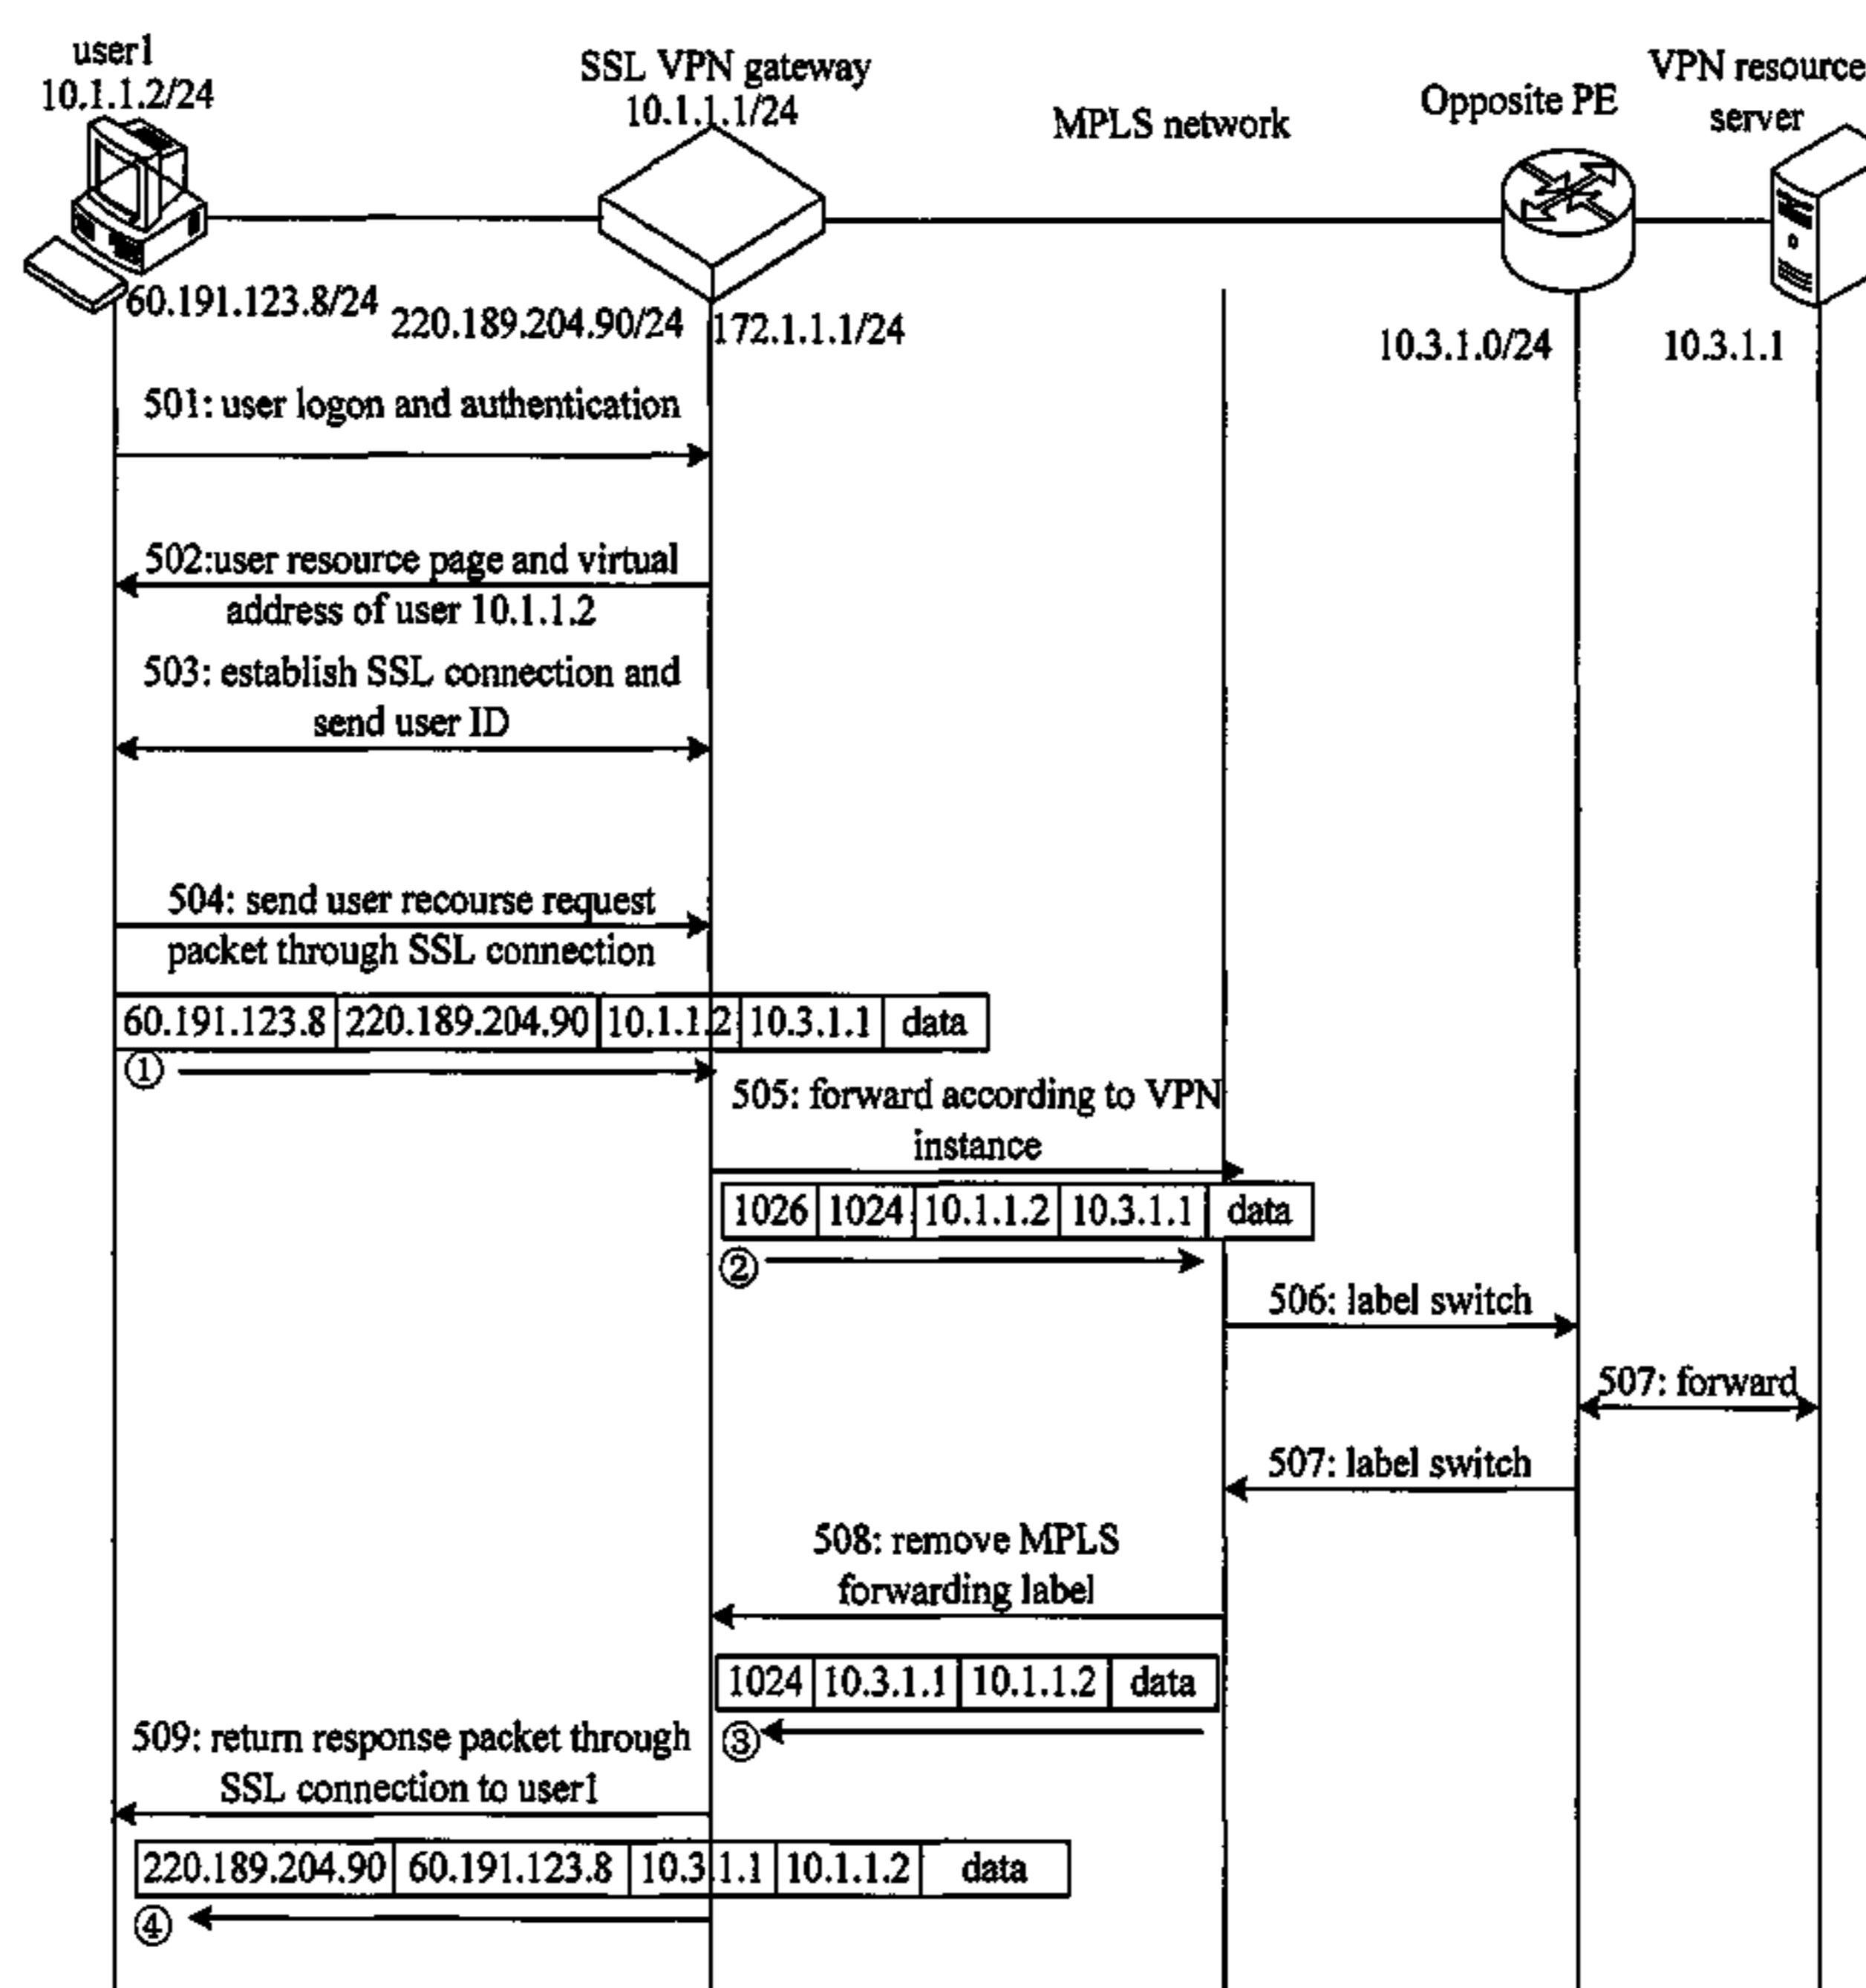 user1
10.1.1.2/24
SSL VPN gateway
10.1.1.1/24
MPLS network
Opposite PE
VPN resource
server
60.191.123.8/24
220.189.204.90/24
172.1.1.1/24
10.3.1.0/24
10.3.1.1
501: user logon and authentication
502:user resource page and virtual
address of user 10.1.1.2
503: establish SSL connection and
send user ID
504: send user recourse request
packet through SSL connection
60.191.123.8 220.189.204.90 10.1.1.2 10.3.1.1 data
①
505: forward according to VPN
instance
1026 1024 10.1.1.2 10.3.1.1 data
②
506: label switch
507: forward
507: label switch
508: remove MPLS
forwarding label
1024 10.3.1.1 10.1.1.2 data
③
509: return response packet through
SSL connection to user1
220.189.204.90 60.191.123.8 10.3.1.1 10.1.1.2 data
④